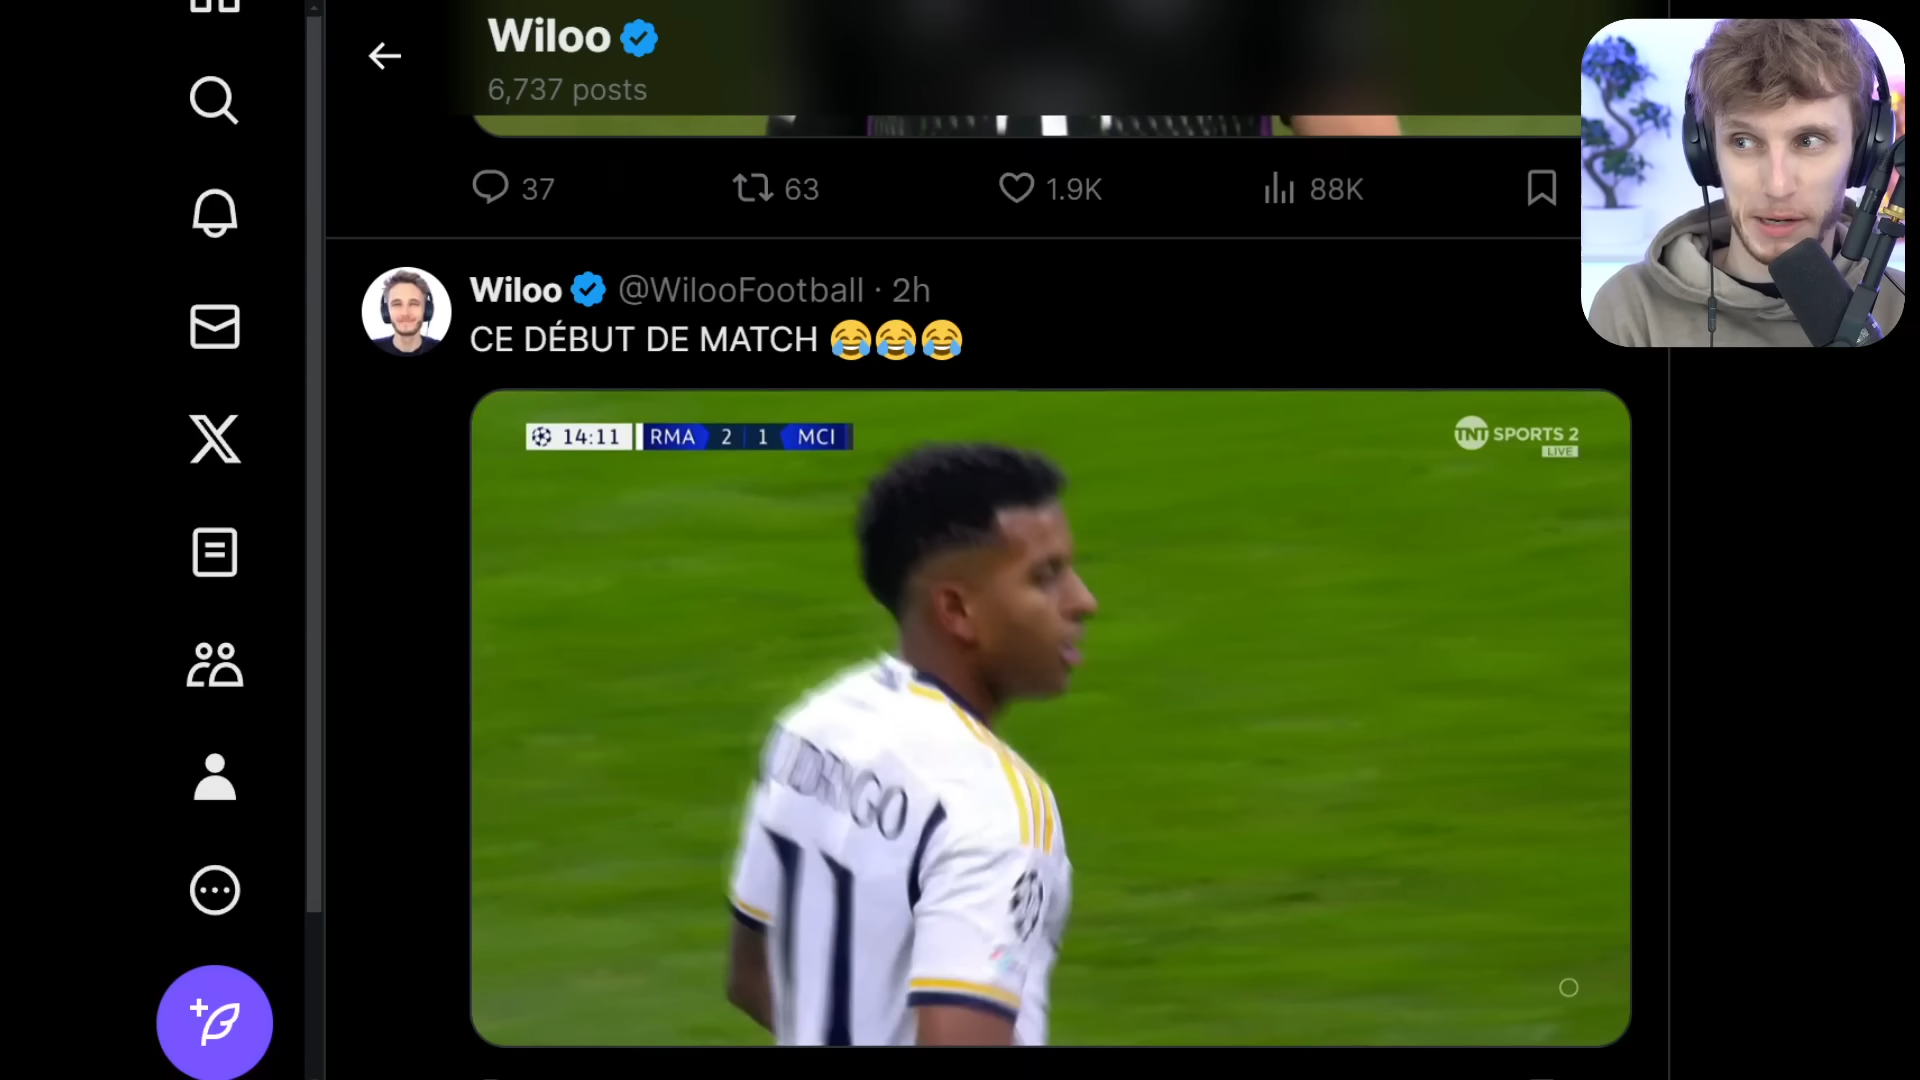 Wiloo
6,737 posts
37
63
1.9K
88K
Wiloo @WilooFootball · 2h
CE DÉBUT DE MATCH 😂😂😂
14:11 RMA 2 1 MCI
TNT SPORTS 2
LIVE
11